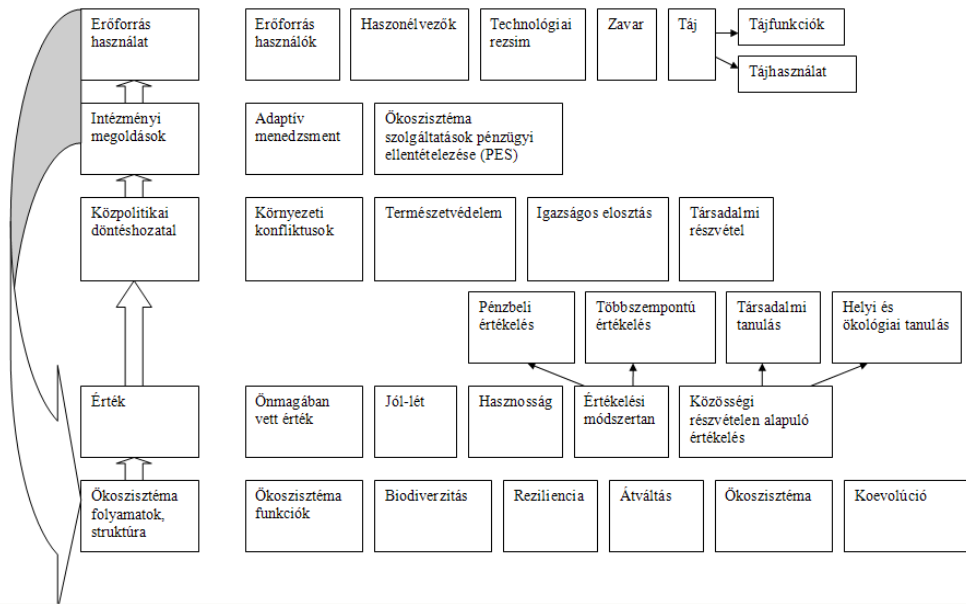 Erőforrás
használat
Erőforrás
használók
Haszonélvezők
Technológiai
rezsim
Zavar
Táj
Tájfunkciók
Tájhasználat
Intézményi
megoldások
Adaptív
menedzsment
Ökoszisztéma
szolgáltatások pénzügyi
ellentételezése (PES)
Közpolitikai
döntéshozatal
Környezeti
konfliktusok
Természetvédelem
Igazságos elosztás
Társadalmi
részvétel
Pénzbeli
értékelés
Többszempontú
értékelés
Társadalmi
tanulás
Helyi és
ökológiai tanulás
Érték
Önmagában
vett érték
Jól-lét
Hasznosság
Értékelési
módszertan
Közösségi
részvételen alapuló
értékelés
Ökoszisztéma
folyamatok,
struktúra
Ökoszisztéma
funkciók
Biodiverzitás
Reziliencia
Átváltás
Ökoszisztéma
Koevolúció